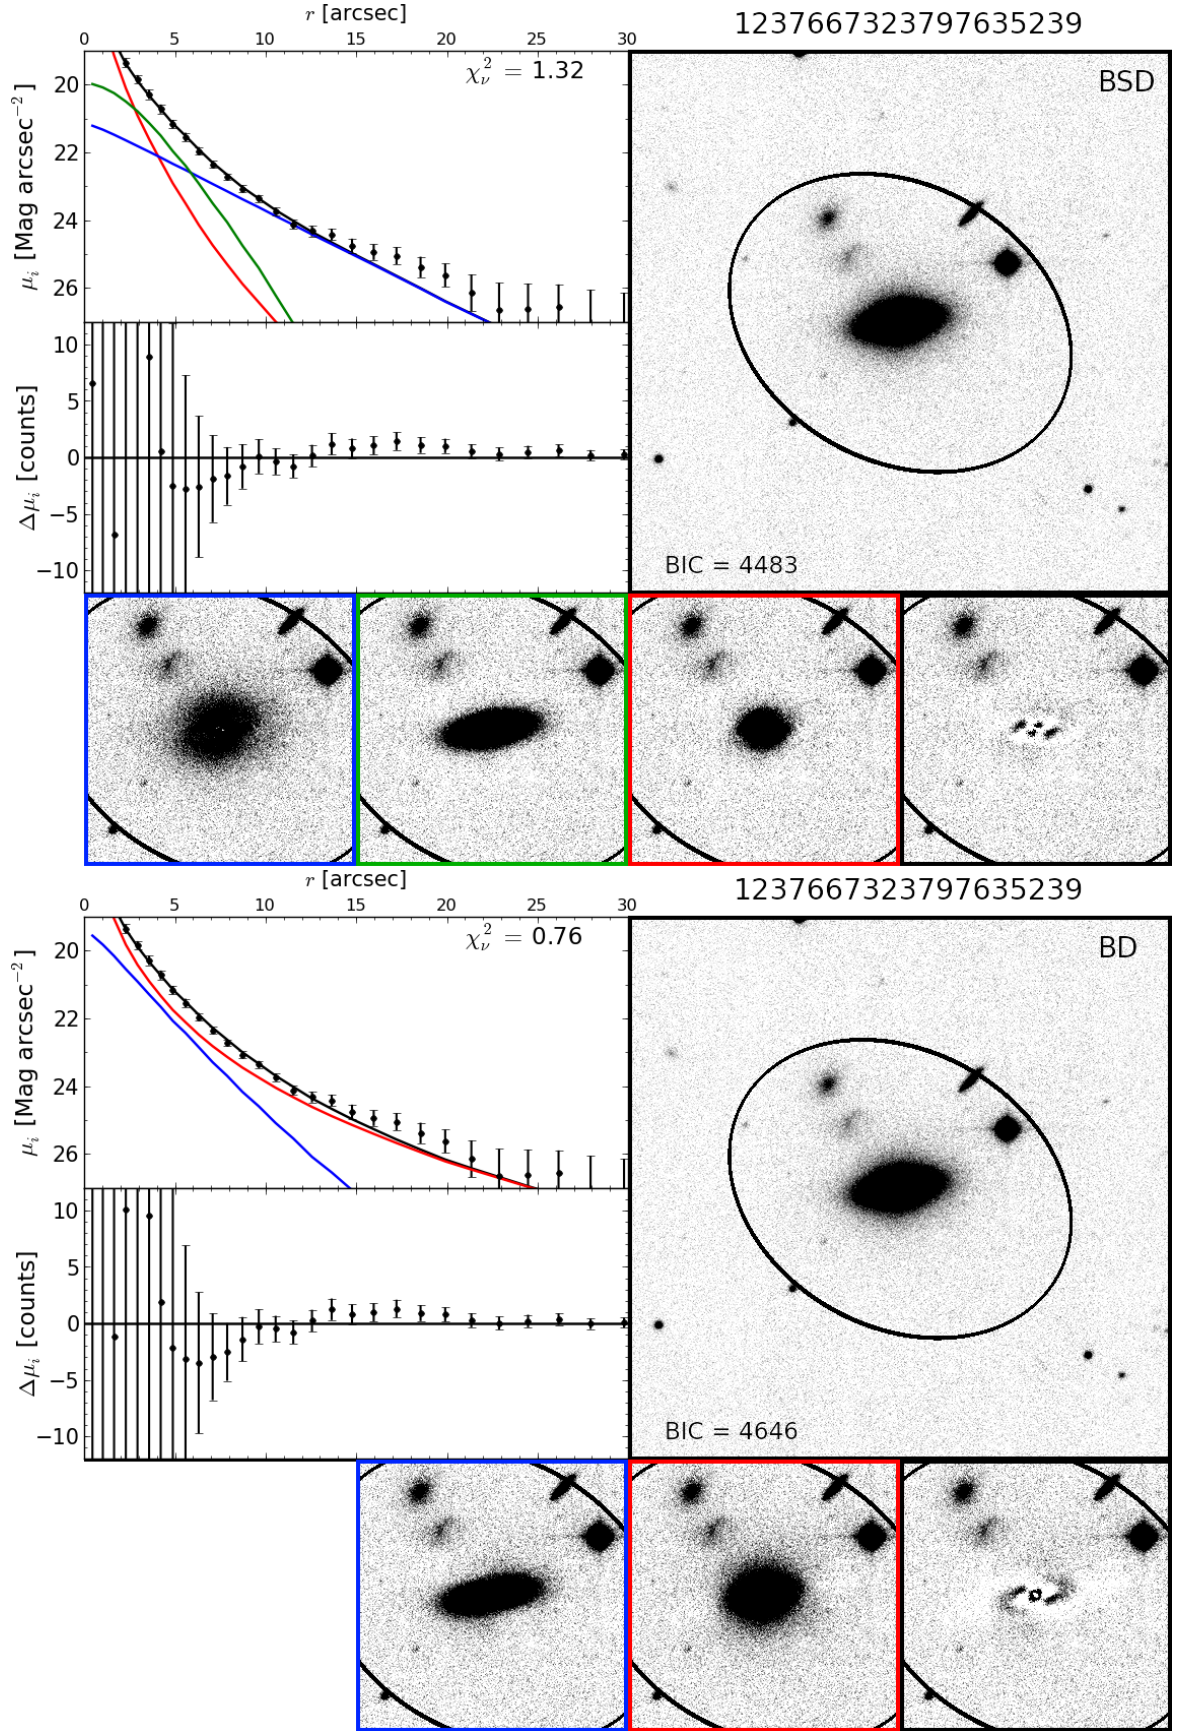 r [arcsec]
1237667323797635239
0 5 10 15 20 25 30
χ²ᵥ = 1.32
BSD
μᵢ [Mag arcsec⁻²]
20
22
24
26
Δμᵢ [counts]
10
5
0
−5
−10
BIC = 4483
r [arcsec]
1237667323797635239
0 5 10 15 20 25 30
χ²ᵥ = 0.76
BD
μᵢ [Mag arcsec⁻²]
20
22
24
26
Δμᵢ [counts]
10
5
0
−5
−10
BIC = 4646